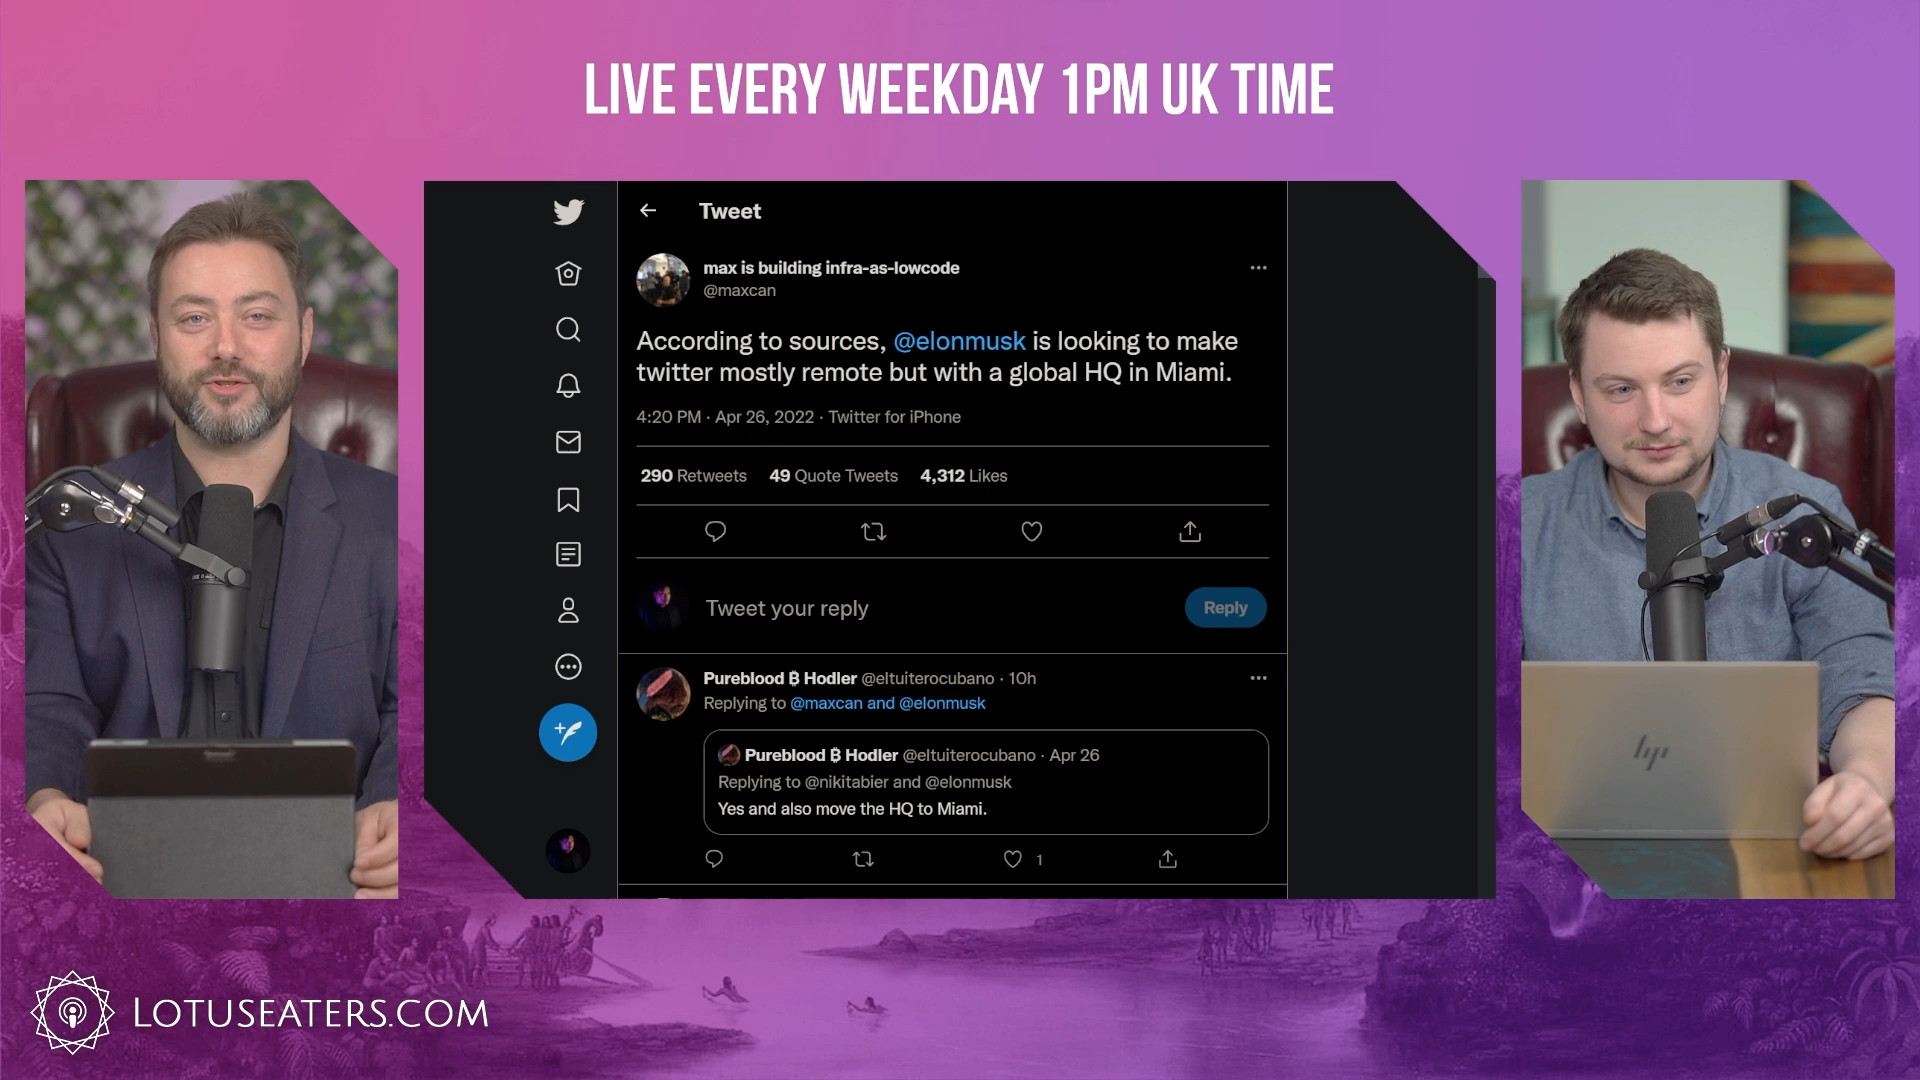 LIVE EVERY WEEKDAY 1PM UK TIME
Tweet
max is building infra-as-lowcode
@maxcan
According to sources, @elonmusk is looking to make
twitter mostly remote but with a global HQ in Miami.
4:20 PM · Apr 26, 2022 · Twitter for iPhone
290 Retweets 49 Quote Tweets 4,312 Likes
Tweet your reply
Reply
Pureblood ₿ Hodler @eltuiterocubano · 10h
Replying to @maxcan and @elonmusk
Pureblood ₿ Hodler @eltuiterocubano · Apr 26
Replying to @nikitabier and @elonmusk
Yes and also move the HQ to Miami.
1
hp
LOTUSEATERS.COM